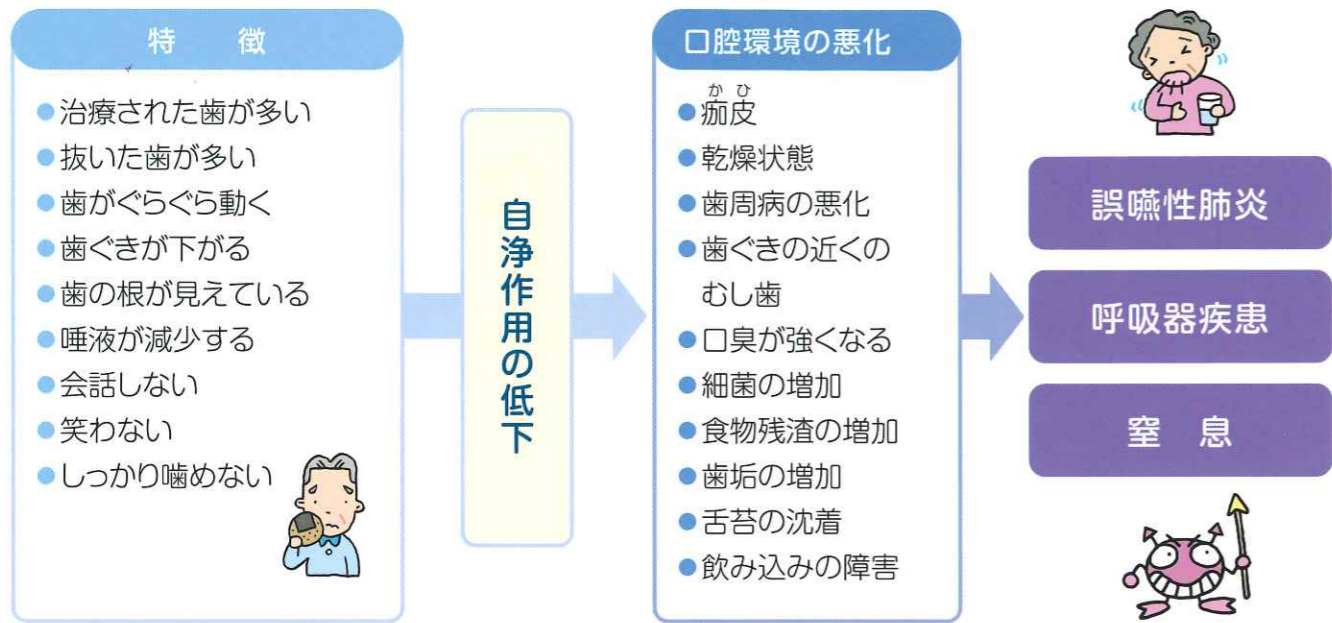 特 徴
●治療された歯が多い
●抜いた歯が多い
●歯がぐらぐら動く
●歯ぐきが下がる
●歯の根が見えている
●唾液が減少する
●会話しない
●笑わない
●しっかり噛めない
自浄作用の低下
口腔環境の悪化
かひ
●痂皮
●乾燥状態
●歯周病の悪化
●歯ぐきの近くの
むし歯
●口臭が強くなる
●細菌の増加
●食物残渣の増加
●歯垢の増加
●舌苔の沈着
●飲み込みの障害
誤嚥性肺炎
呼吸器疾患
窒 息